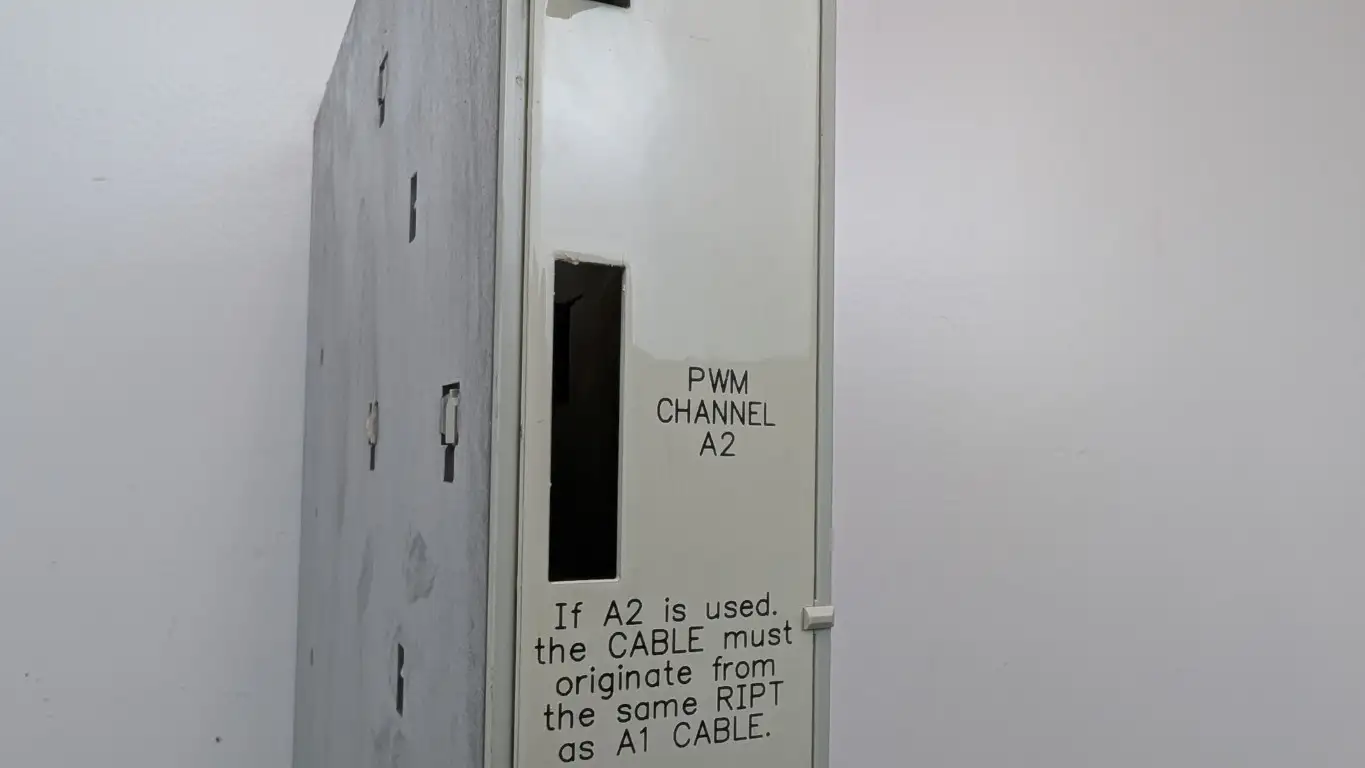 PWM
CHANNEL
A2
If A2 is used.
the CABLE must
originate from
the same RIPT
as A1 CABLE.